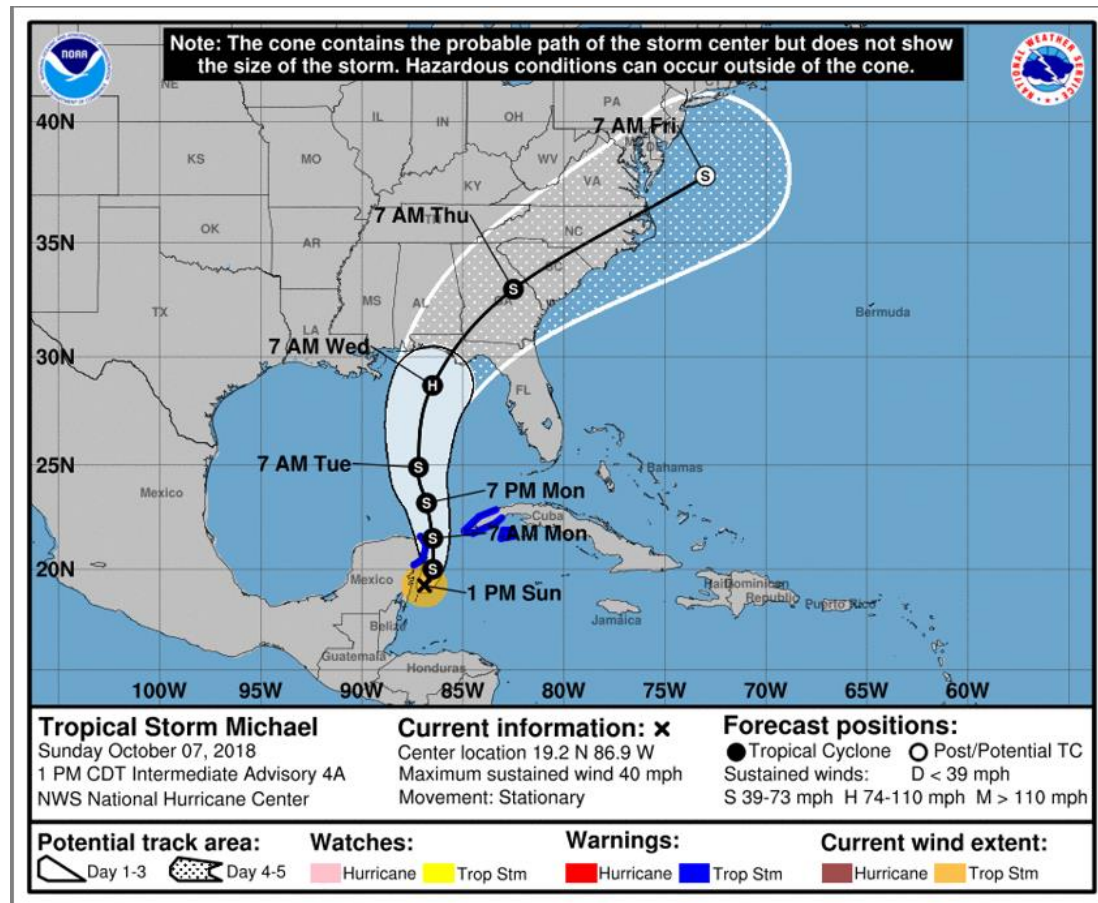 Note: The cone contains the probable path of the storm center but does not show
the size of the storm. Hazardous conditions can occur outside of the cone.
NOAA
NATIONAL WEATHER SERVICE
NE
IL
IN
OH
PA
CT
40N
7 AM Fri
KS
MO
WV
DE
KY
VA
7 AM Thu
OK
TN
NC
35N
AR
SC
MS
AL
GA
TX
Bermuda
LA
7 AM Wed
30N
H
FL
S
7 AM Tue
25N
Bahamas
Mexico
7 PM Mon
Cuba
7 AM Mon
20N
Mexico
1 PM Sun
Haiti
Dominican
Republic
Puerto Rico
Jamaica
Belize
Guatemala
Honduras
100W 95W 90W 85W 80W 75W 70W 65W 60W
Tropical Storm Michael
Sunday October 07, 2018
1 PM CDT Intermediate Advisory 4A
NWS National Hurricane Center
Current information: x
Center location 19.2 N 86.9 W
Maximum sustained wind 40 mph
Movement: Stationary
Forecast positions:
Tropical Cyclone Post/Potential TC
Sustained winds: D < 39 mph
S 39-73 mph H 74-110 mph M > 110 mph
Potential track area:
Day 1-3 Day 4-5
Watches:
Hurricane Trop Stm
Warnings:
Hurricane Trop Stm
Current wind extent:
Hurricane Trop Stm